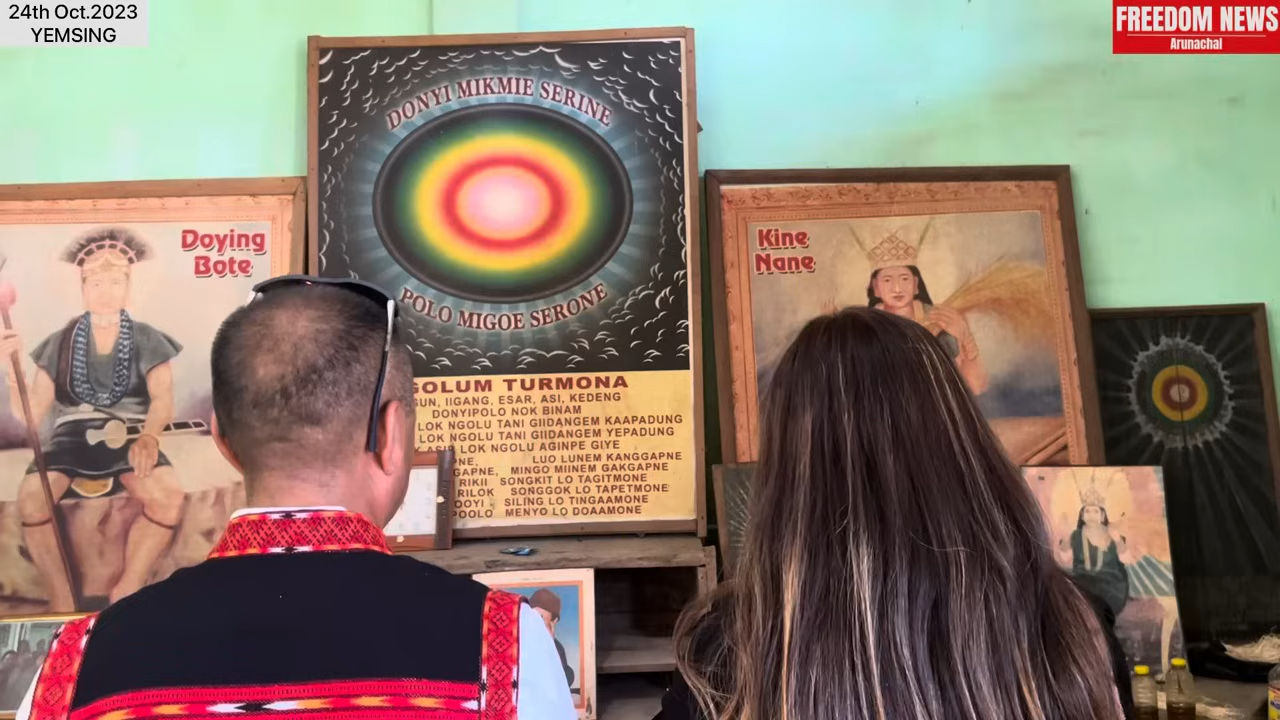 24th Oct.2023
YEMSING
FREEDOM NEWS
Arunachal
DONYI MIKMIE SERINE
POLO MIGOE SERONE
Doying
Bote
Kine
Nane
GOLUM TURMONA
GUN, IIGANG, ESAR, ASI, KEDENG
DONYIPOLO NOK BINAM
LOK NGOLU TANI GIIDANGEM KAAPADUNG
LOK NGOLU TANI GIIDANGEM YEPADUNG
LOK NGOLU AGINPE GIYE
LUO LUNEM KANGGAPNE
MINGO MIINEM GAKGAPNE
SONGKIT LO TAGITMONE
SONGGOK LO TAPETMONE
SILING LO TINGAAMONE
MENYO LO DOAAMONE